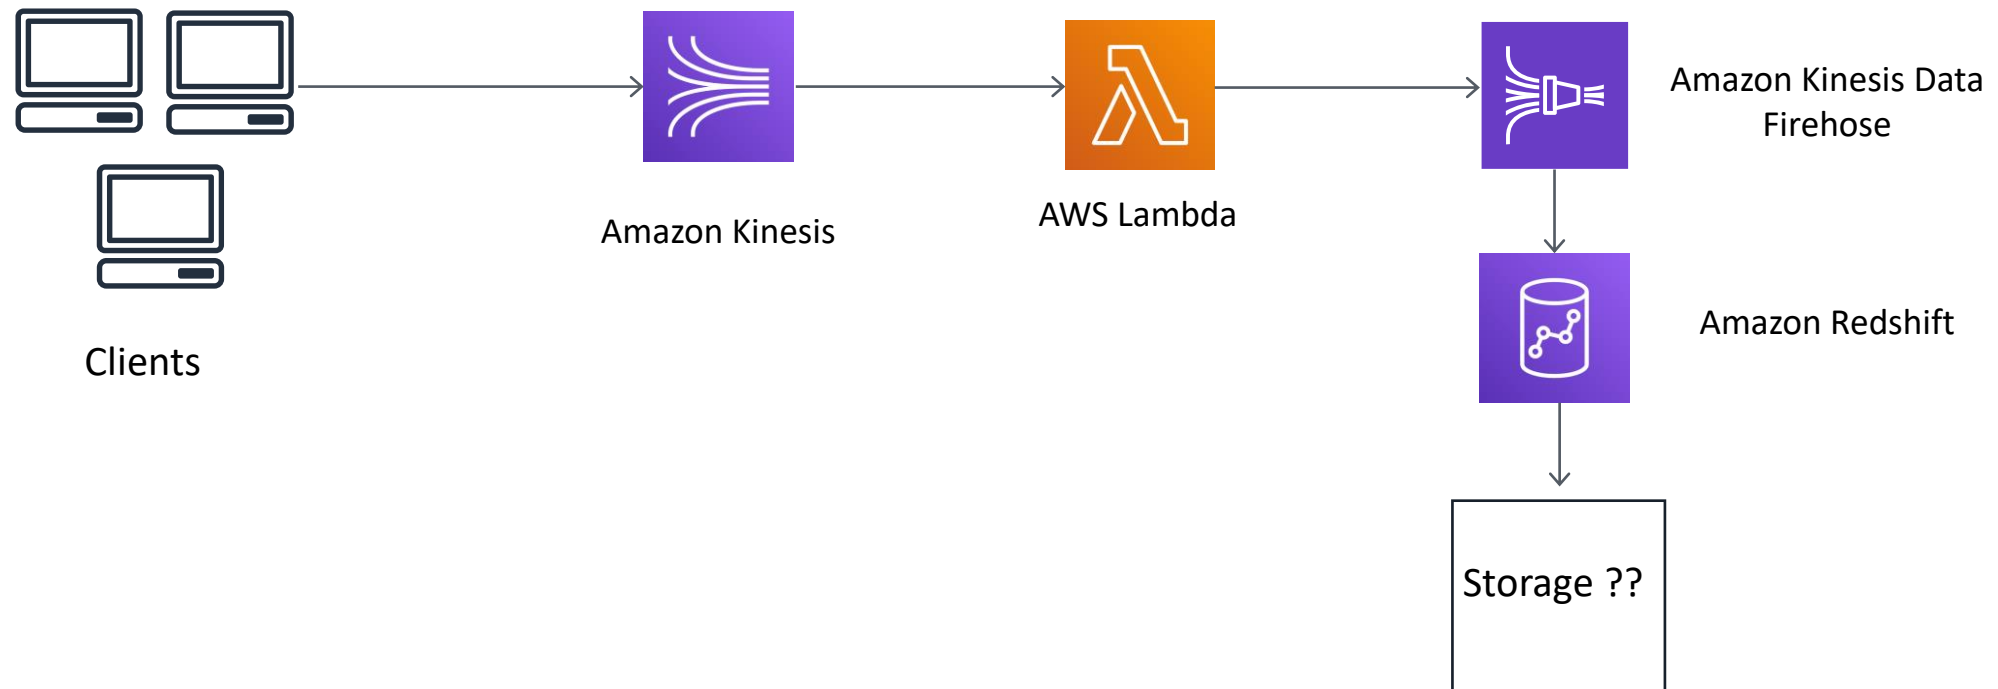 Clients
Amazon Kinesis
AWS Lambda
Amazon Kinesis Data
Firehose
Amazon Redshift
Storage ??